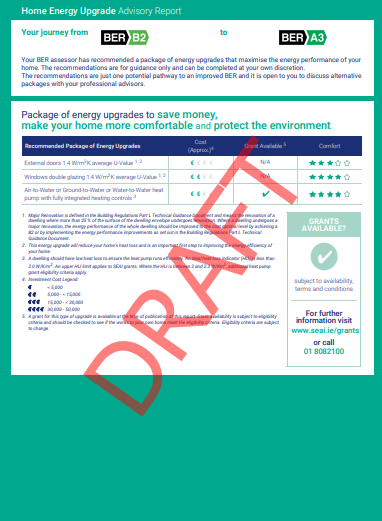 Home Energy Upgrade Advisory Report
Your journey from BER B2 to BER A3
Your BER assessor has recommended a package of energy upgrades that maximise the energy performance of your
home. The recommendations are for guidance only and can be completed at your own discretion.
The recommendations are just one potential pathway to an improved BER and it is open to you to discuss alternative
packages with your professional advisors.
Package of energy upgrades to save money,
make your home more comfortable and protect the environment
Recommended Package of Energy Upgrades Cost (Approx.)4 Grant Available 5 Comfort
External doors 1.4 W/m2K average U-Value 1, 2 € € € € N/A ★★★☆☆
Windows double glazing 1.4 W/m2K average U-Value 1, 2 € € € € N/A ★★★★☆
Air-to-Water or Ground-to-Water or Water-to-Water heat
pump with fully integrated heating controls 3 € € € € ✔ ★★★★☆
1. Major Renovation is defined in the Building Regulations Part L Technical Guidance Document and means the renovation of a
dwelling where more than 25 % of the surface of the dwelling envelope undergoes renovation. Where a dwelling undergoes a
major renovation, the energy performance of the whole dwelling should be improved to the cost optimal level by achieving a
B2 or by implementing the energy performance improvements as set out in the Building Regulations Part L Technical
Guidance Document.
2. This energy upgrade will reduce your home's heat loss and is an important first step to improving the energy efficiency of
your home.
3. A dwelling should have low heat loss to ensure the heat pump runs efficiently. An ideal heat loss indicator (HLI) is less than
2.0 W/K m2. An upper HLI limit applies to SEAI grants. Where the HLI is between 2 and 2.3 W/K m2, additional heat pump
grant eligibility criteria apply.
4. Investment Cost Legend:
€ < 5,000
€€ 5,000 - < 15,000
€€€ 15,000 - < 30,000
€€€€ 30,000 - 50,000
5. A grant for this type of upgrade is available at the time of publication of this report. Grant availability is subject to eligibility
criteria and should be checked to see if the works to your own home meet the eligibility criteria. Eligibility criteria are subject
to change.
GRANTS
AVAILABLE?
subject to availability,
terms and conditions
For further
information visit
www.seai.ie/grants
or call
01 8082100
DRAFT